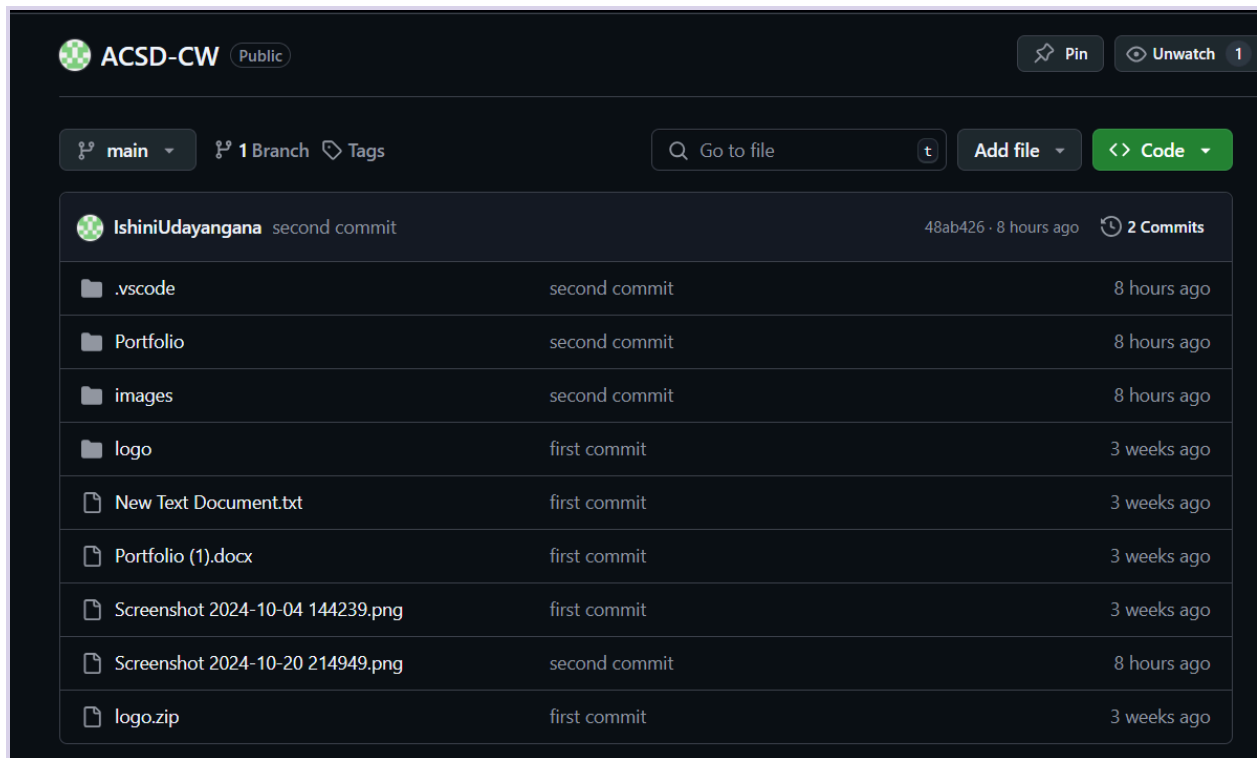 ACSD-CW Public Pin Unwatch 1
main 1 Branch Tags Go to file t Add file Code
IshiniUdayangana second commit 48ab426 · 8 hours ago 2 Commits
.vscode second commit 8 hours ago
Portfolio second commit 8 hours ago
images second commit 8 hours ago
logo first commit 3 weeks ago
New Text Document.txt first commit 3 weeks ago
Portfolio (1).docx first commit 3 weeks ago
Screenshot 2024-10-04 144239.png first commit 3 weeks ago
Screenshot 2024-10-20 214949.png second commit 8 hours ago
logo.zip first commit 3 weeks ago